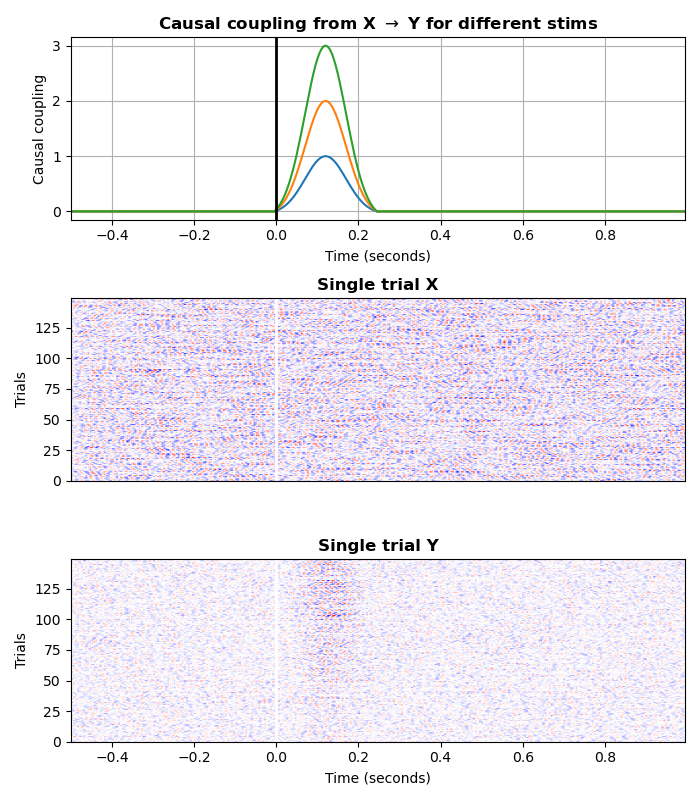 Causal coupling from X → Y for different stims
Causal coupling
3
2
1
0
−0.4 −0.2 0.0 0.2 0.4 0.6 0.8
Time (seconds)
Single trial X
Trials
125
100
75
50
25
0
Single trial Y
Trials
125
100
75
50
25
0
−0.4 −0.2 0.0 0.2 0.4 0.6 0.8
Time (seconds)